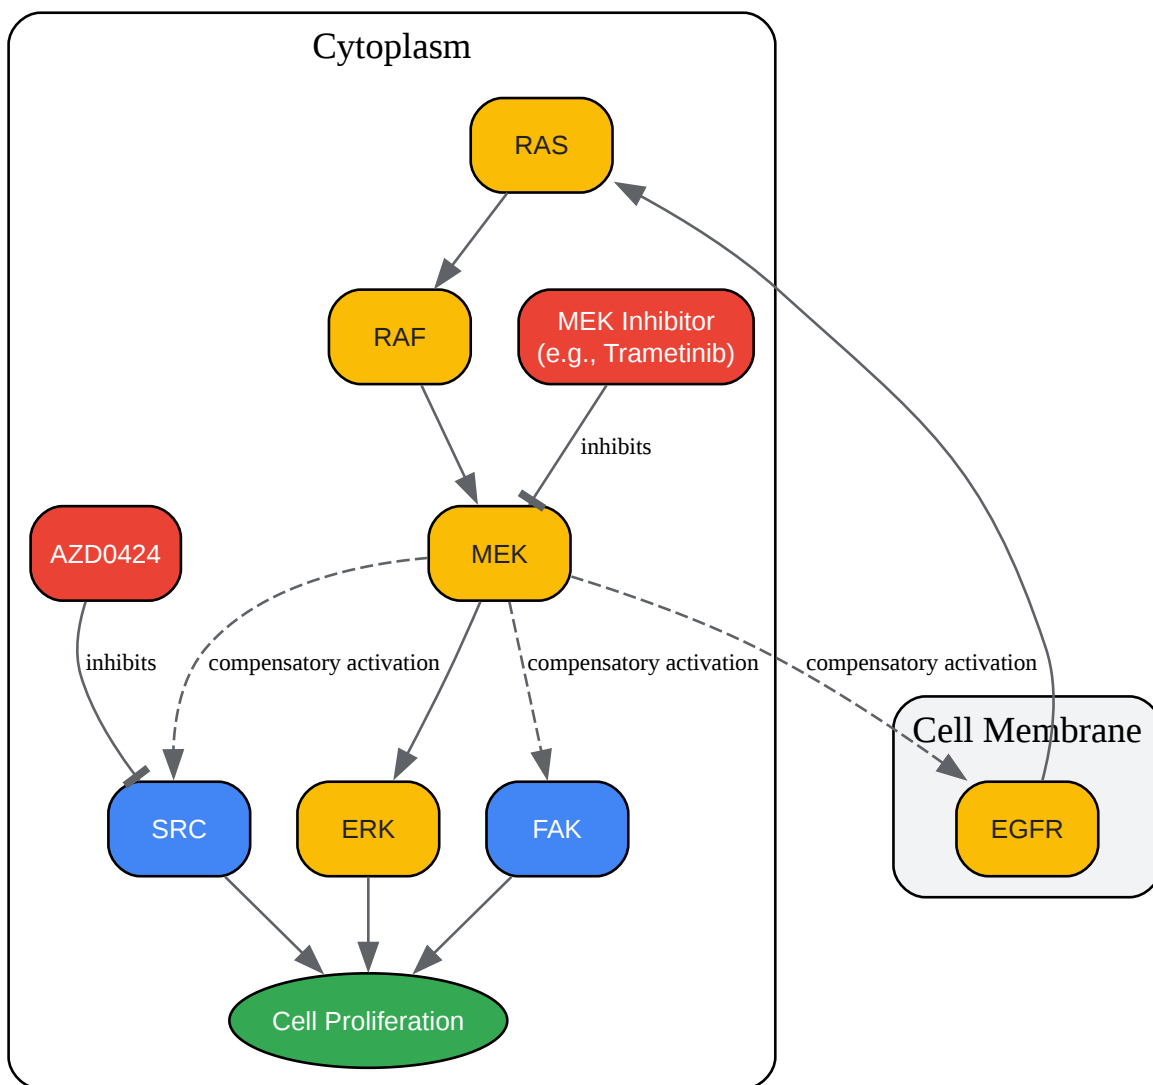 Cytoplasm
RAS
RAF
MEK Inhibitor
(e.g., Trametinib)
inhibits
AZD0424
MEK
inhibits
compensatory activation
compensatory activation
compensatory activation
Cell Membrane
SRC
ERK
FAK
EGFR
Cell Proliferation